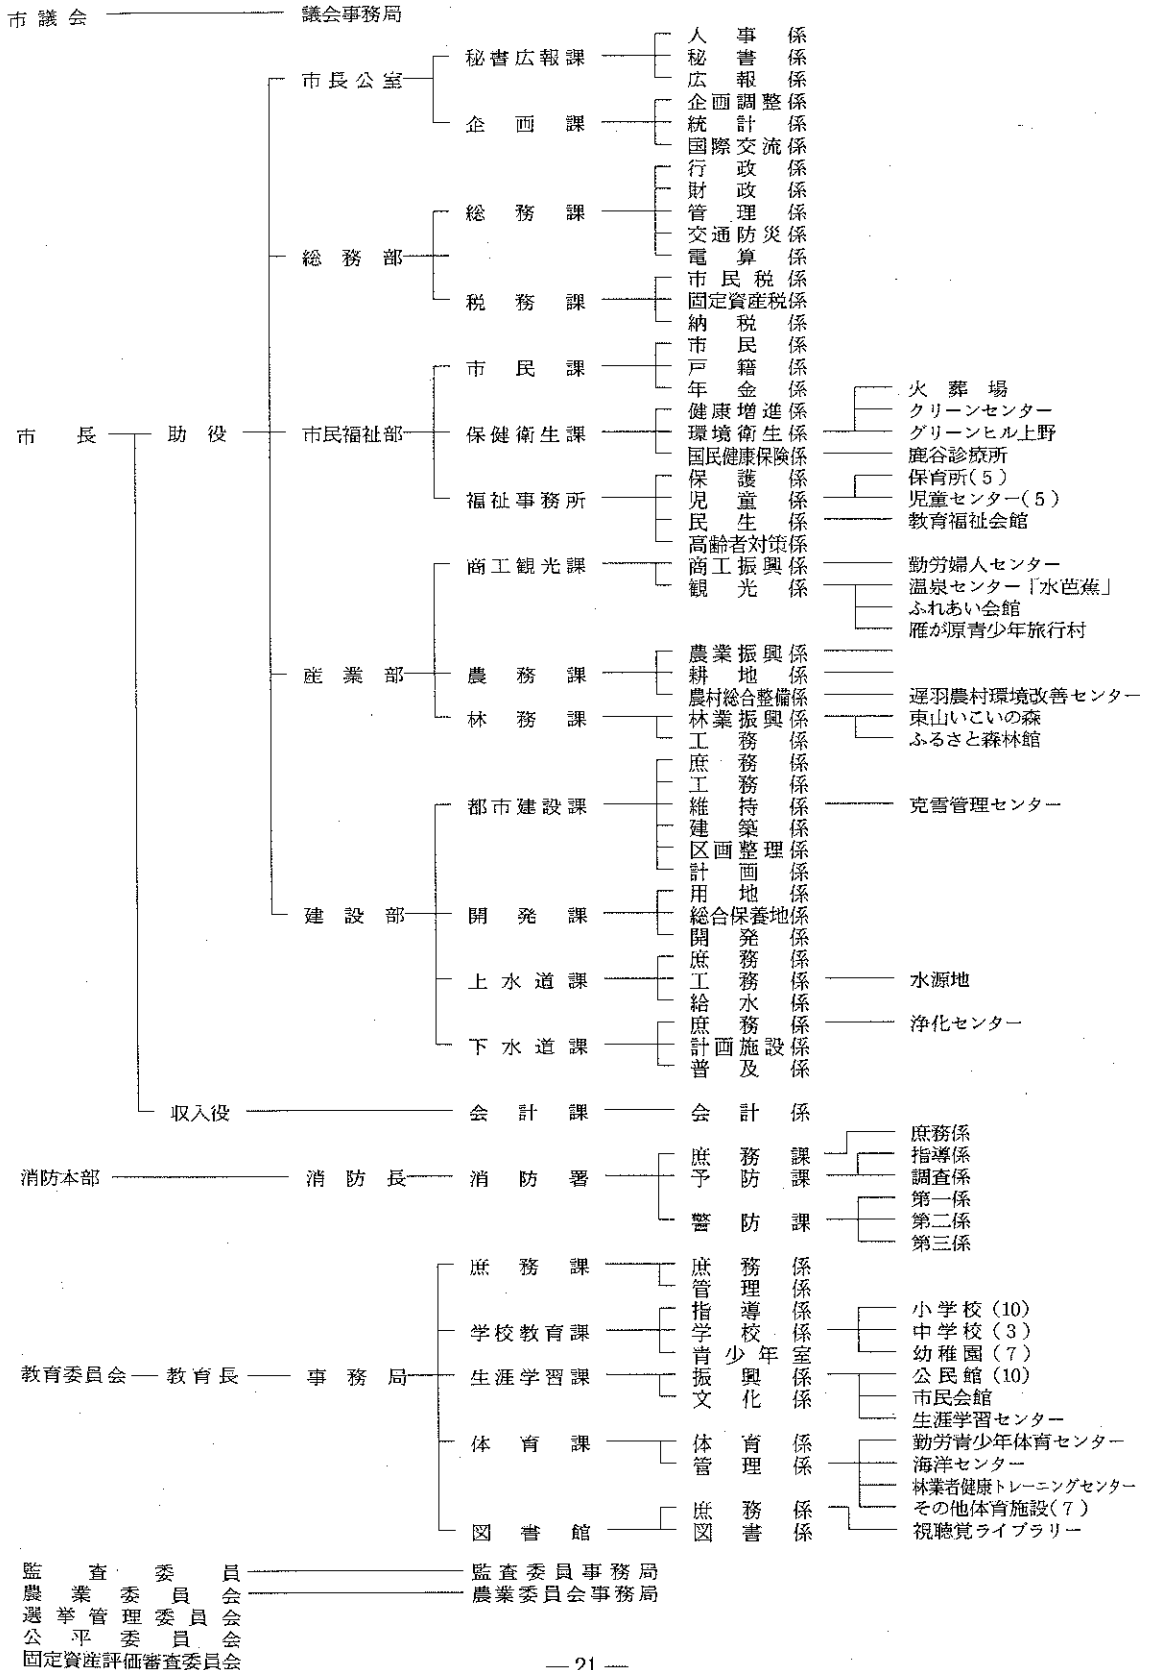 市議会 議会事務局
人事係
秘書広報課 秘書係
市長公室 広報係
企画調整係
企画課 統計係
国際交流係
行政係
財政係
総務課 管理係
交通防災係
総務部 電算係
市民税係
税務課 固定資産税係
納税係
市民係
市民課 戸籍係
年金係 火葬場
健康増進係 クリーンセンター
市長 助役 市民福祉部 保健衛生課 環境衛生係 グリーンヒル上野
国民健康保険係 鹿谷診療所
保護係 保育所(5)
福祉事務所 児童係 児童センター(5)
民生係 教育福祉会館
高齢者対策係
商工観光課 商工振興係 勤労婦人センター
観光係 温泉センター「水芭蕉」
ふれあい会館
雁が原青少年旅行村
農業振興係
産業部 農務課 耕地係
農村総合整備係 遅羽農村環境改善センター
林務課 林業振興係 東山いこいの森
工務係 ふるさと森林館
庶務係
工務係
都市建設課 維持係 克雪管理センター
建築係
区画整理係
計画係
用地係
建設部 開発課 総合保養地係
開発係
庶務係
上水道課 工務係 水源地
給水係
庶務係 浄化センター
下水道課 計画施設係
普及係
収入役 会計課 会計係
庶務係
庶務課 指導係
消防本部 消防長 消防署 予防課 調査係
第一係
警防課 第二係
第三係
庶務課 庶務係
管理係
指導係 小学校(10)
学校教育課 学校係 中学校(3)
青少年室 幼稚園(7)
教育委員会 教育長 事務局 生涯学習課 振興係 公民館(10)
文化係 市民会館
生涯学習センター
体育課 体育係 勤労青少年体育センター
管理係 海洋センター
林業者健康トレーニングセンター
庶務係 その他体育施設(7)
図書館 図書係 視聴覚ライブラリー
監査委員 監査委員事務局
農業委員会 農業委員会事務局
選挙管理委員会
公平委員会
固定資産評価審査委員会
— 21 —